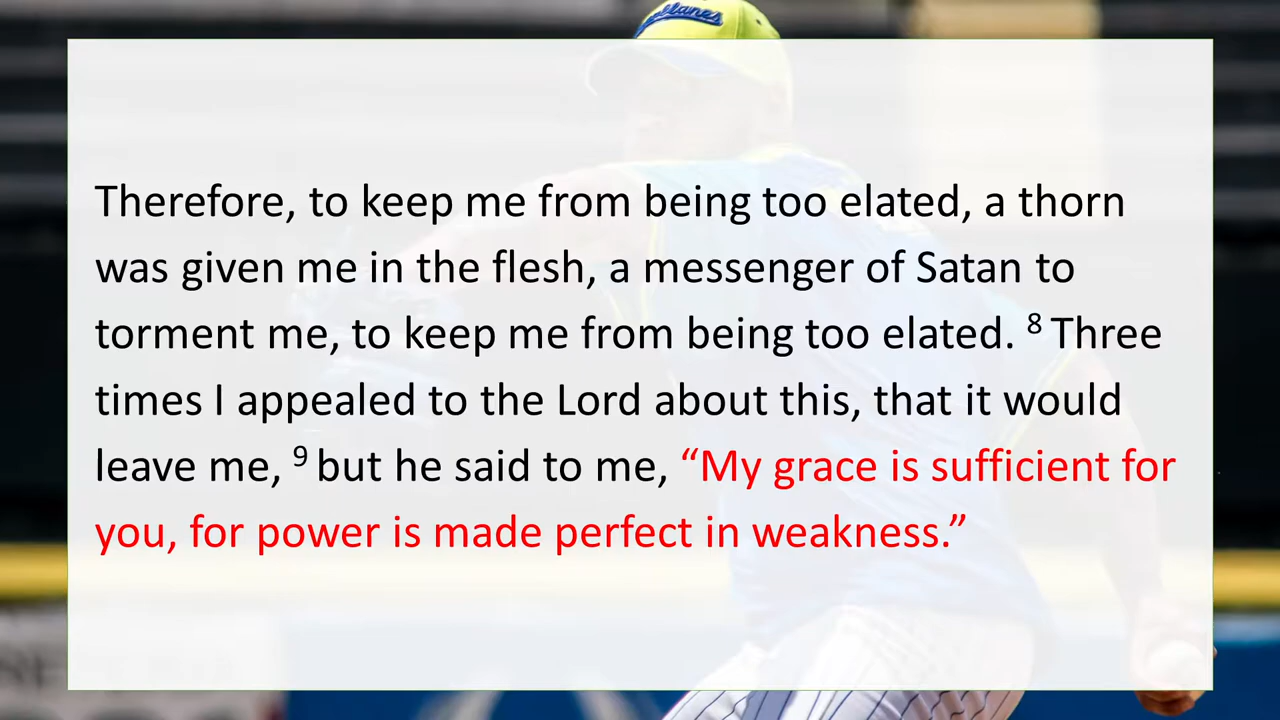 Therefore, to keep me from being too elated, a thorn
was given me in the flesh, a messenger of Satan to
torment me, to keep me from being too elated. 8 Three
times I appealed to the Lord about this, that it would
leave me, 9 but he said to me, “My grace is sufficient for
you, for power is made perfect in weakness.”